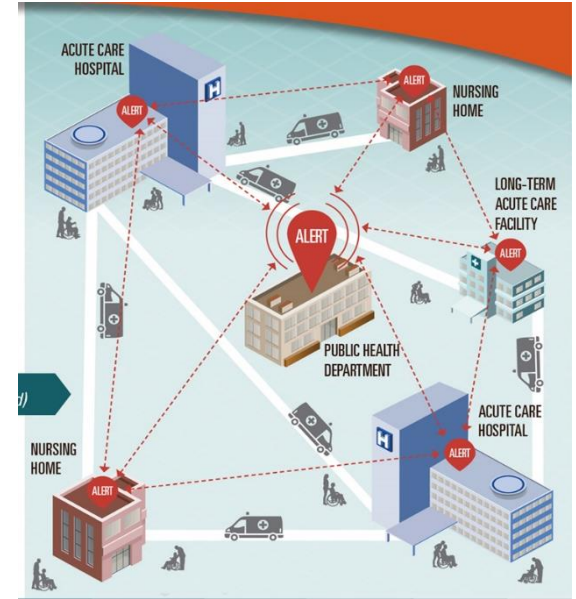 ACUTE CARE
HOSPITAL
H
ALERT
ALERT
NURSING
HOME
LONG-TERM
ACUTE CARE
FACILITY
ALERT
ALERT
PUBLIC HEALTH
DEPARTMENT
d)
NURSING
HOME
ALERT
ACUTE CARE
HOSPITAL
H
ALERT